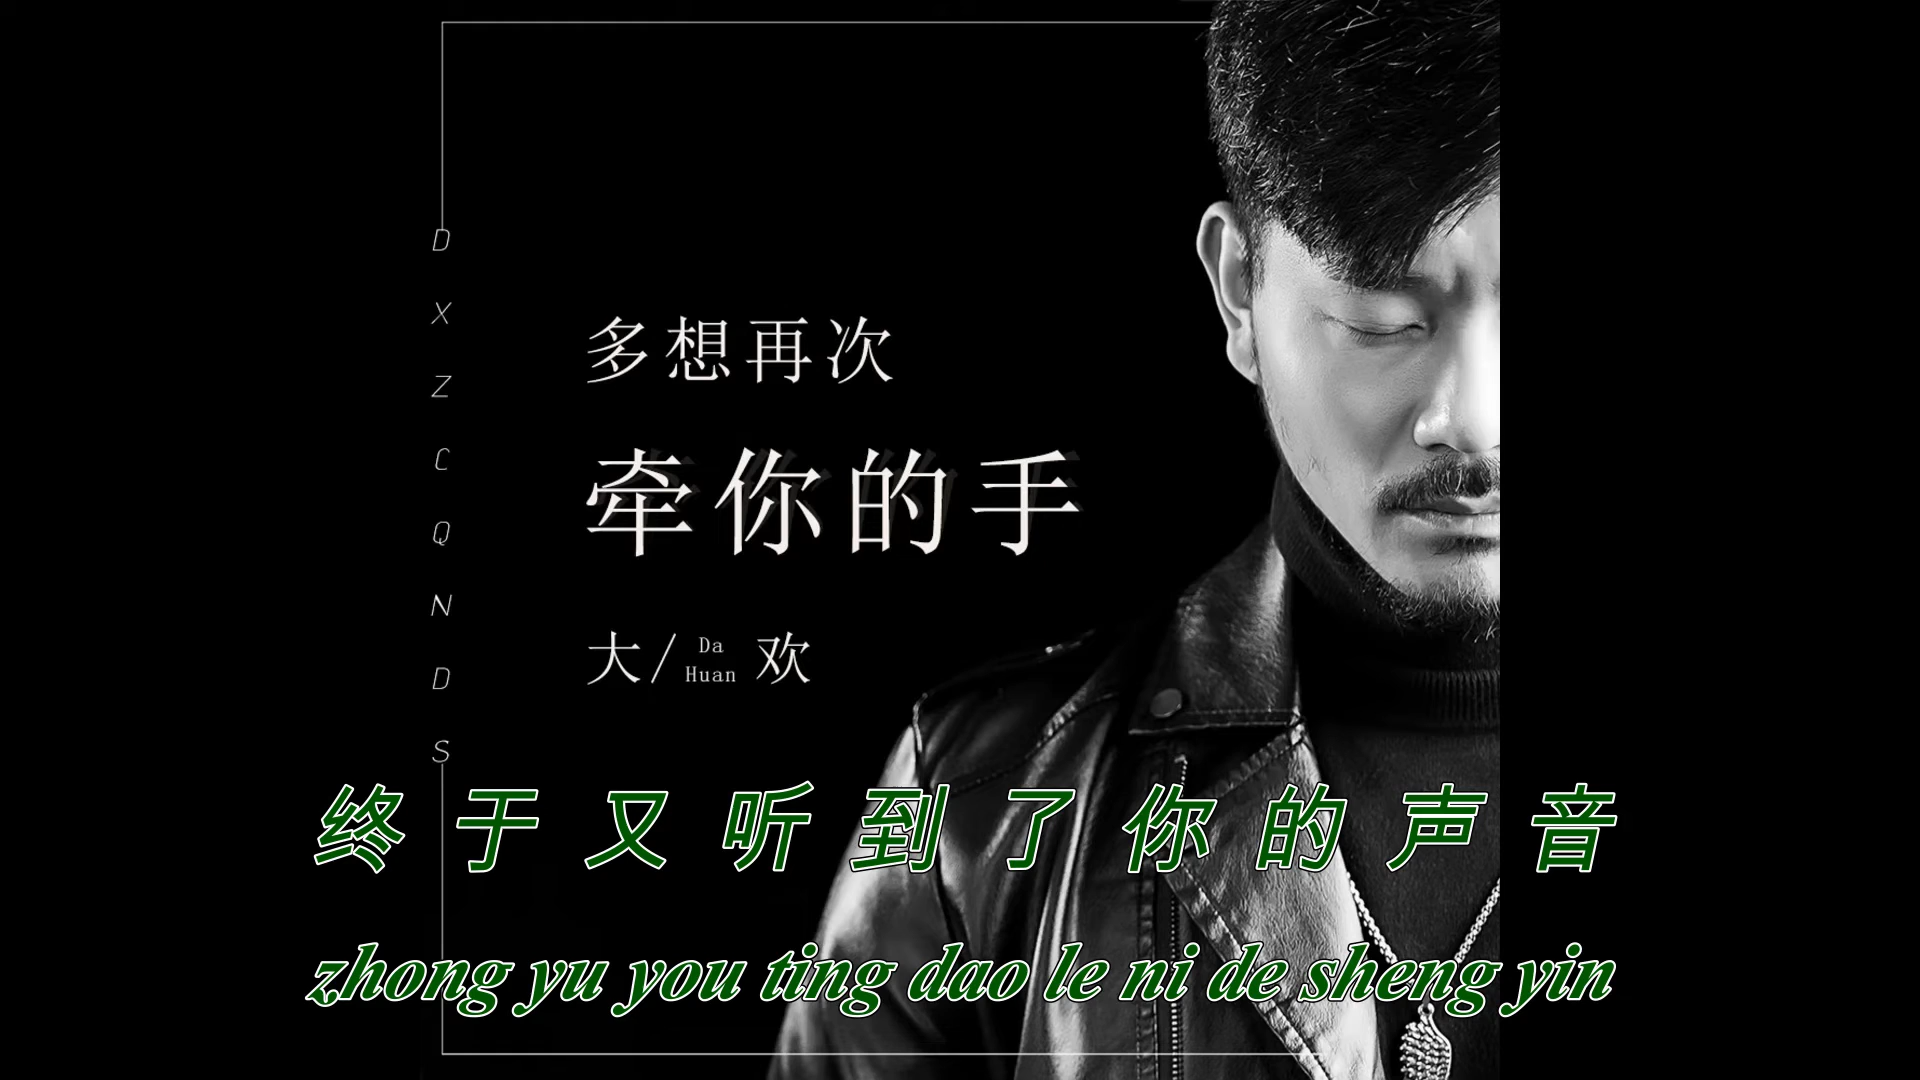 D
X
Z
C
Q
N
D
S
多想再次
牵你的手
大/ Da Huan 欢
终于又听到了你的声音
zhong yu you ting dao le ni de sheng yin